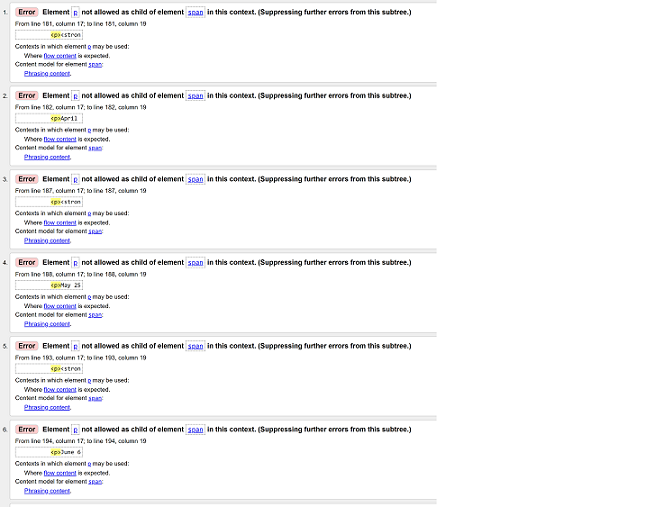 1. Error Element p not allowed as child of element span in this context. (Suppressing further errors from this subtree.)
From line 181, column 17; to line 181, column 19
<p><stron
Contexts in which element p may be used:
Where flow content is expected.
Content model for element span:
Phrasing content.
2. Error Element p not allowed as child of element span in this context. (Suppressing further errors from this subtree.)
From line 182, column 17; to line 182, column 19
<p>April
Contexts in which element p may be used:
Where flow content is expected.
Content model for element span:
Phrasing content.
3. Error Element p not allowed as child of element span in this context. (Suppressing further errors from this subtree.)
From line 187, column 17; to line 187, column 19
<p><stron
Contexts in which element p may be used:
Where flow content is expected.
Content model for element span:
Phrasing content.
4. Error Element p not allowed as child of element span in this context. (Suppressing further errors from this subtree.)
From line 188, column 17; to line 188, column 19
<p>May 25
Contexts in which element p may be used:
Where flow content is expected.
Content model for element span:
Phrasing content.
5. Error Element p not allowed as child of element span in this context. (Suppressing further errors from this subtree.)
From line 193, column 17; to line 193, column 19
<p><stron
Contexts in which element p may be used:
Where flow content is expected.
Content model for element span:
Phrasing content.
6. Error Element p not allowed as child of element span in this context. (Suppressing further errors from this subtree.)
From line 194, column 17; to line 194, column 19
<p>June 6
Contexts in which element p may be used:
Where flow content is expected.
Content model for element span:
Phrasing content.